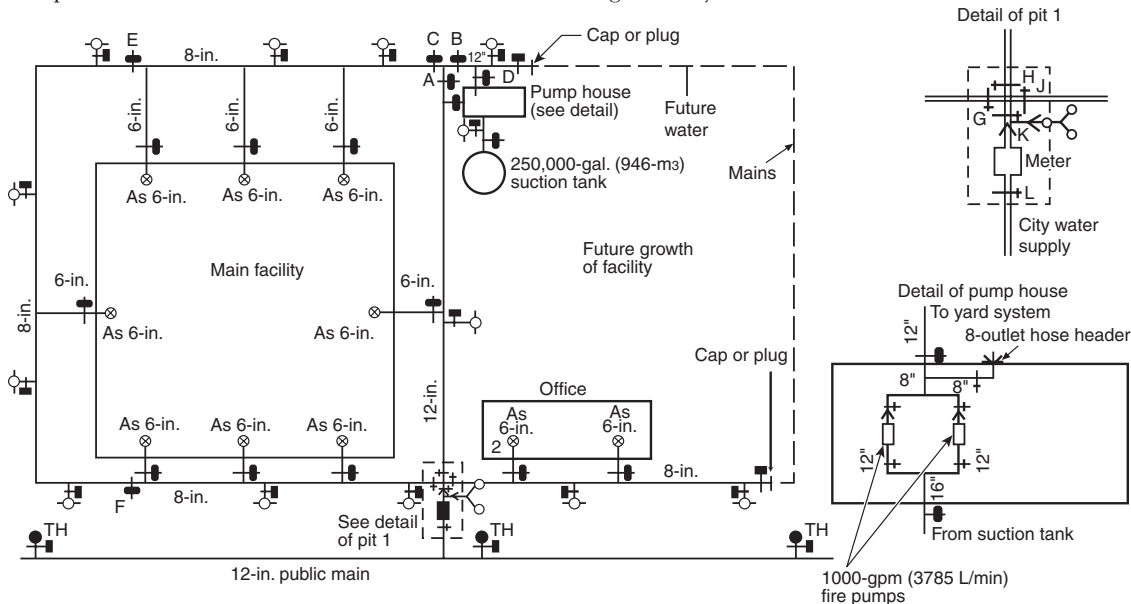 E
8-in.
C B
12"
A
D
Cap or plug
Pump house
(see detail)
Future
water
Mains
250,000-gal. (946-m3)
suction tank
6-in.
6-in.
6-in.
As 6-in.
As 6-in.
As 6-in.
Main facility
Future growth
of facility
8-in.
6-in.
As 6-in.
6-in.
As 6-in.
12-in.
Office
As
6-in.
2
As
6-in.
Cap or plug
As 6-in.
As 6-in.
As 6-in.
F
8-in.
8-in.
See detail
of pit 1
TH
TH
TH
12-in. public main
Detail of pit 1
H
J
G
K
Meter
L
City water
supply
Detail of pump house
To yard system
12"
8-outlet hose header
8"
8"
12"
12"
16"
From suction tank
1000-gpm (3785 L/min)
fire pumps